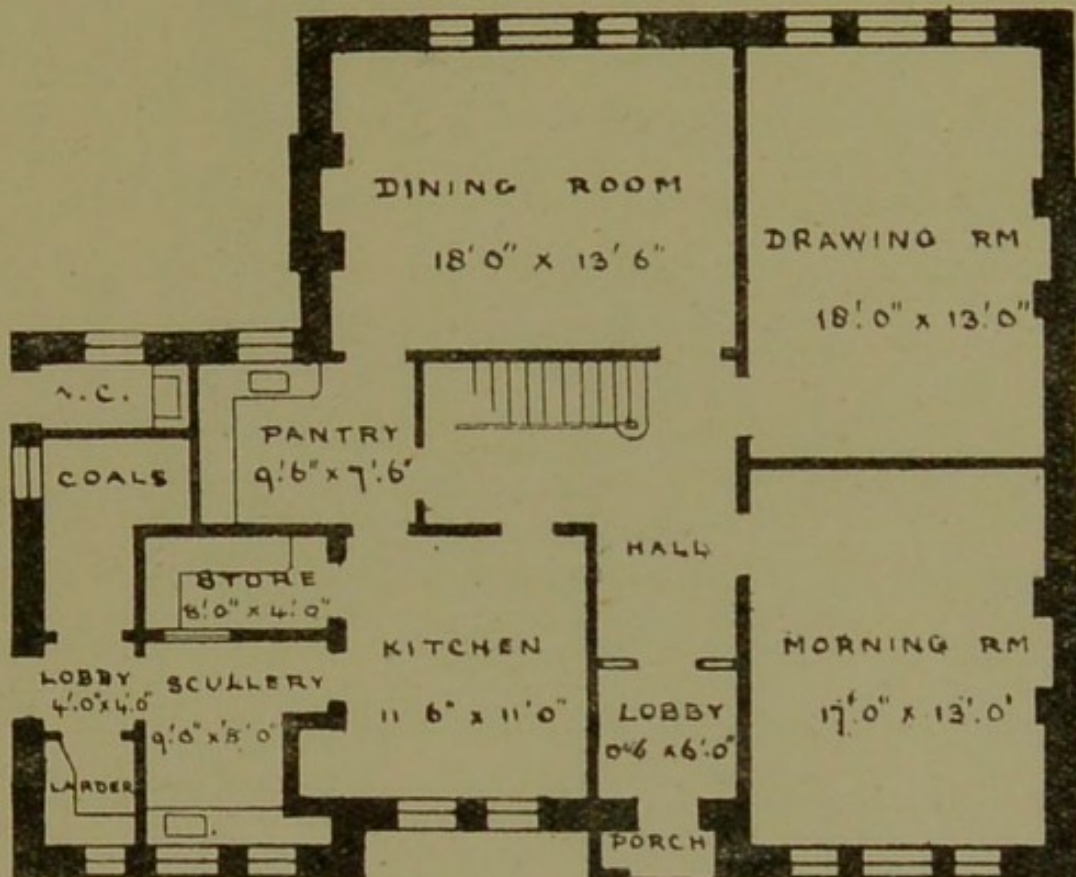 DINING ROOM
18'0" x 13'6"
DRAWING RM
18'.0" x 13'.0"
W.C.
PANTRY
9'.6" x 7'.6"
COALS
HALL
STORE
8'.0" x 4'.0"
KITCHEN
11 6" x 11'0"
MORNING RM
17'.0" x 13'.0'
LOBBY
4'.0" x 4'.0"
SCULLERY
9'.0" x 8'.0"
LOBBY
x 6'.0"
LARDER
PORCH